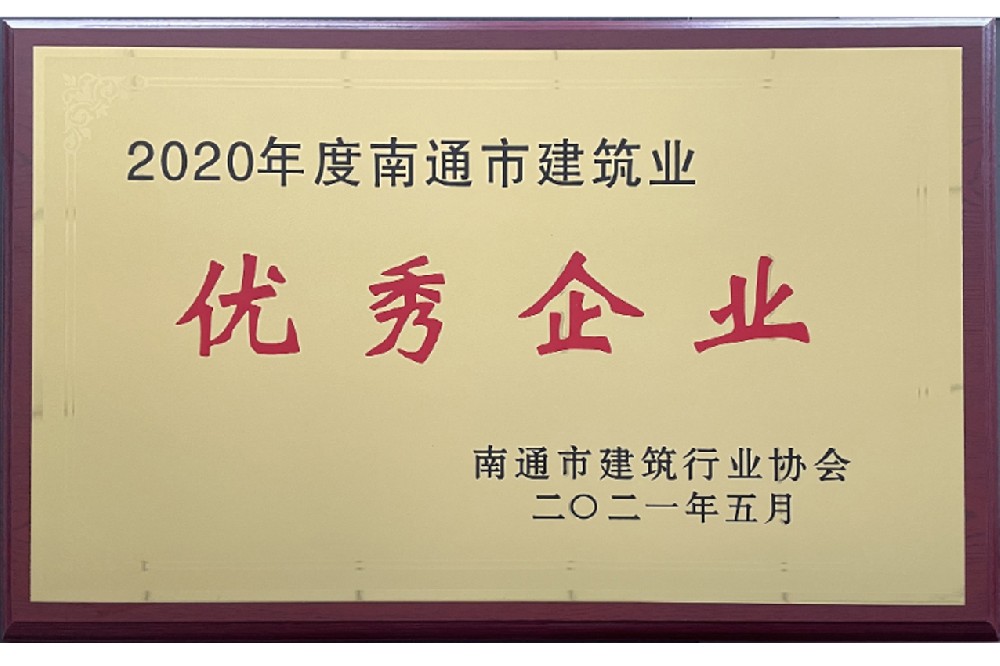 2020年度南通市建筑业
优秀企业
南通市建筑行业协会
二〇二一年五月